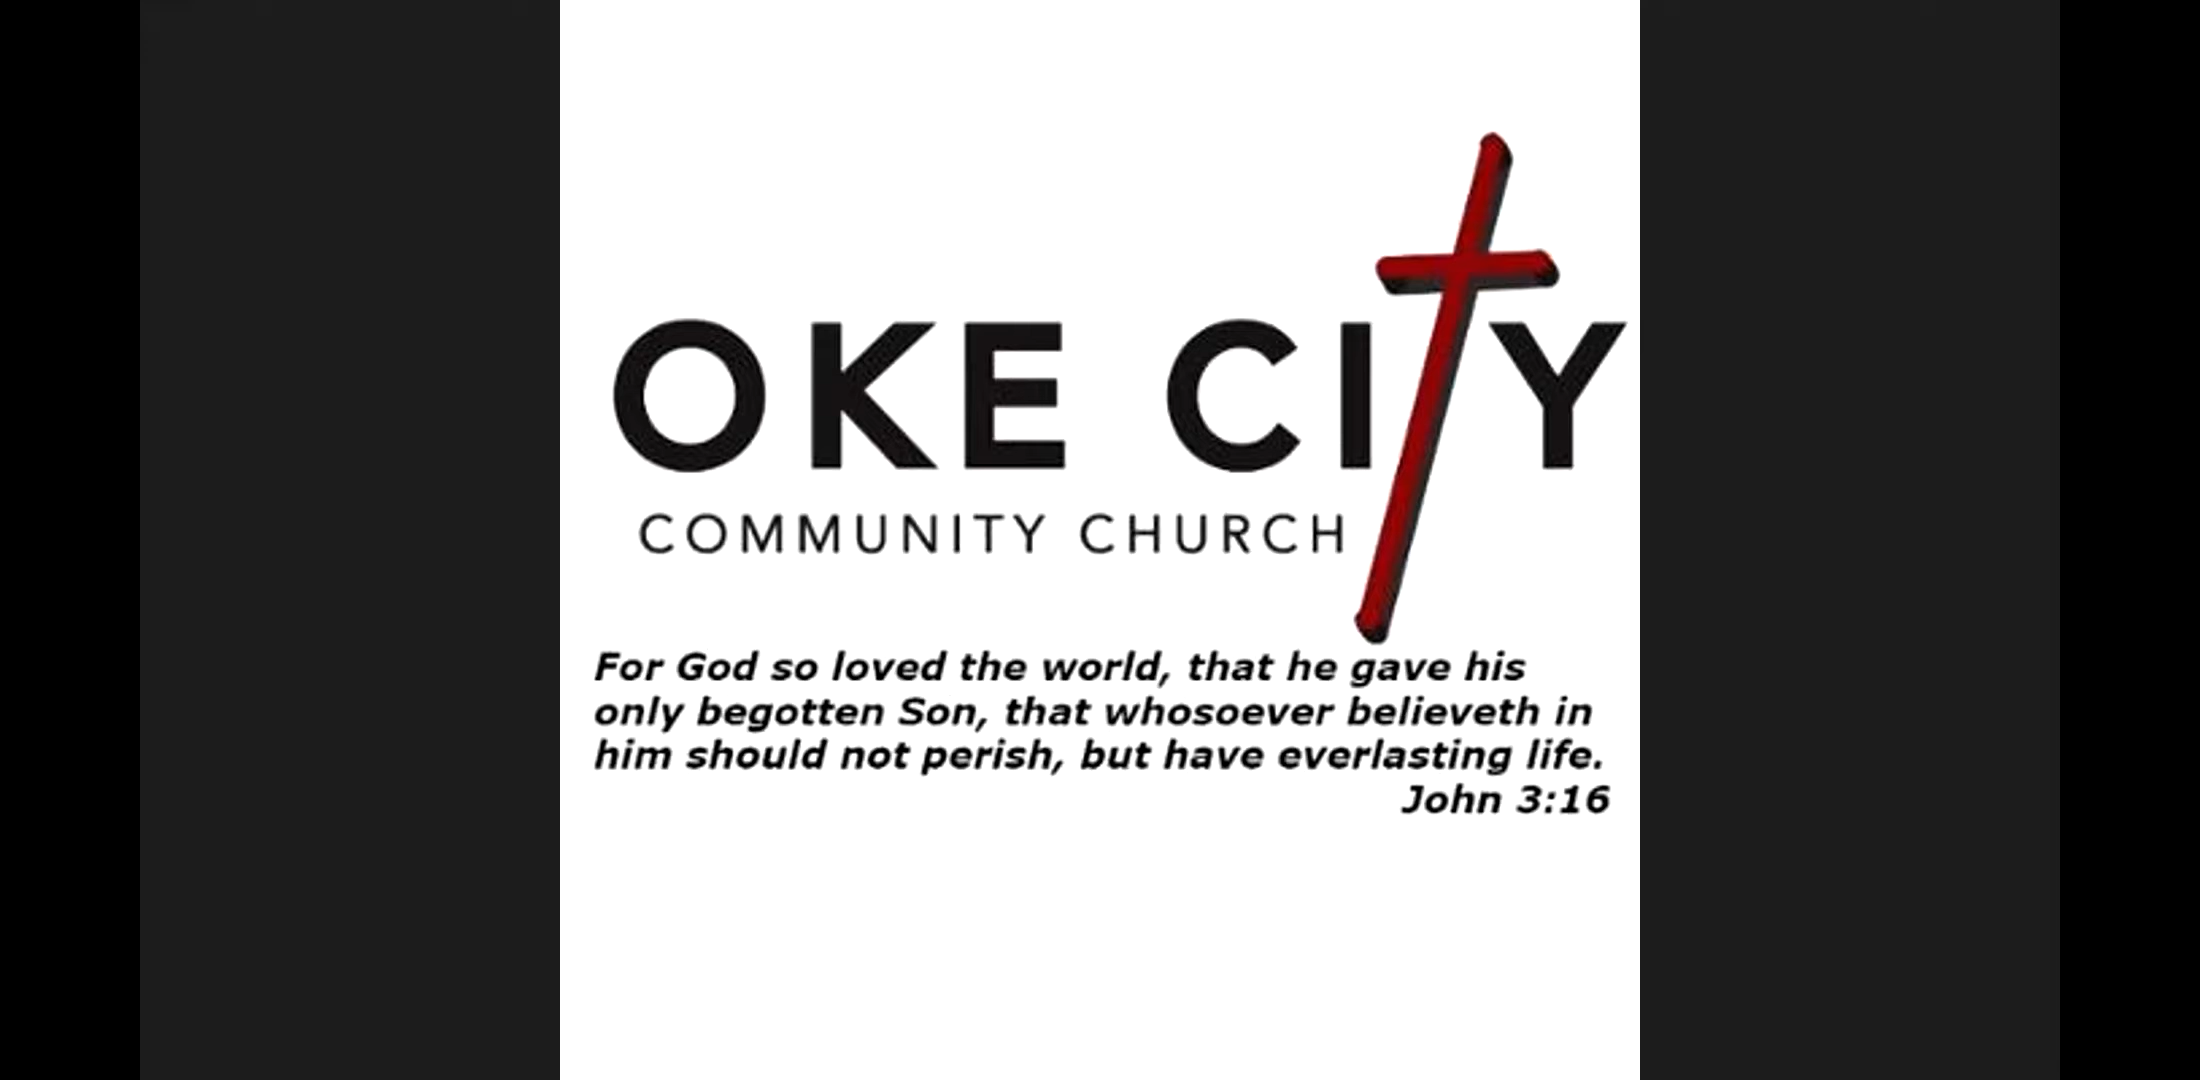 OKE CITY
COMMUNITY CHURCH
For God so loved the world, that he gave his
only begotten Son, that whosoever believeth in
him should not perish, but have everlasting life.
John 3:16